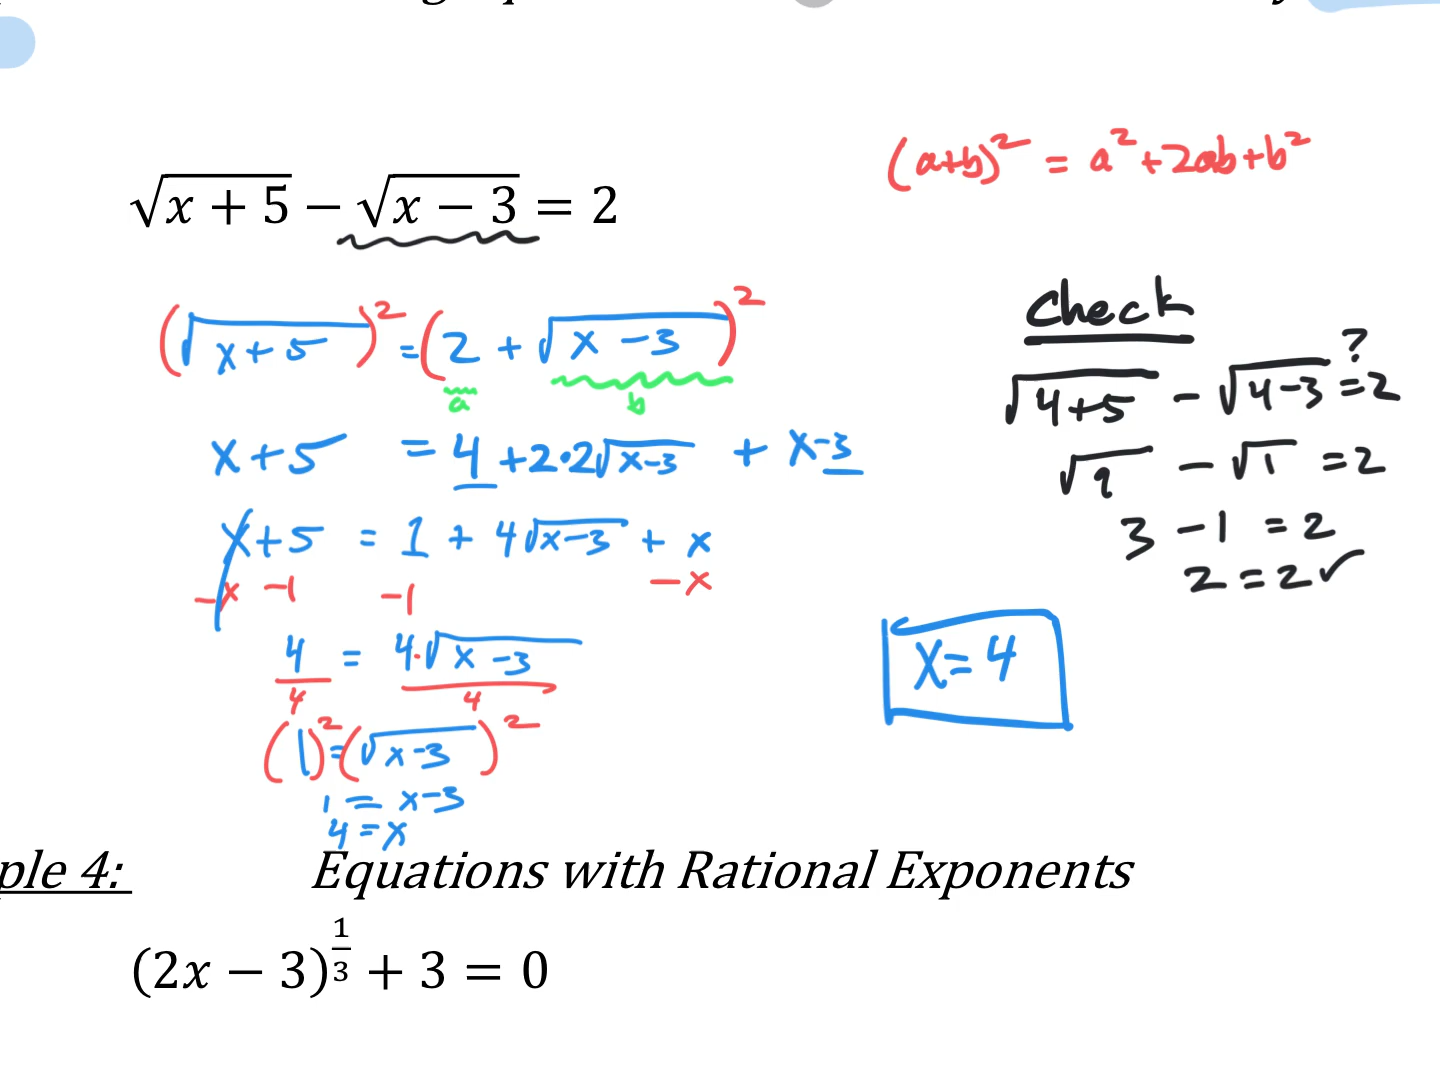 (a+b)² = a² + 2ab + b²
√(x + 5) − √(x − 3) = 2
(√(x + 5))² = (2 + √(x − 3))²
a b
x + 5 = 4 + 2·2√(x−3) + x−3
x + 5 = 1 + 4√(x−3) + x
−x −1 −1 −x
4 = 4·√(x − 3)
4 4
(1)² = (√(x−3))²
1 = x−3
4 = x
Check
√(4+5) − √(4−3) ?= 2
√9 − √1 = 2
3 − 1 = 2
2 = 2 ✓
x = 4
ple 4: Equations with Rational Exponents
(2x − 3)^(1/3) + 3 = 0